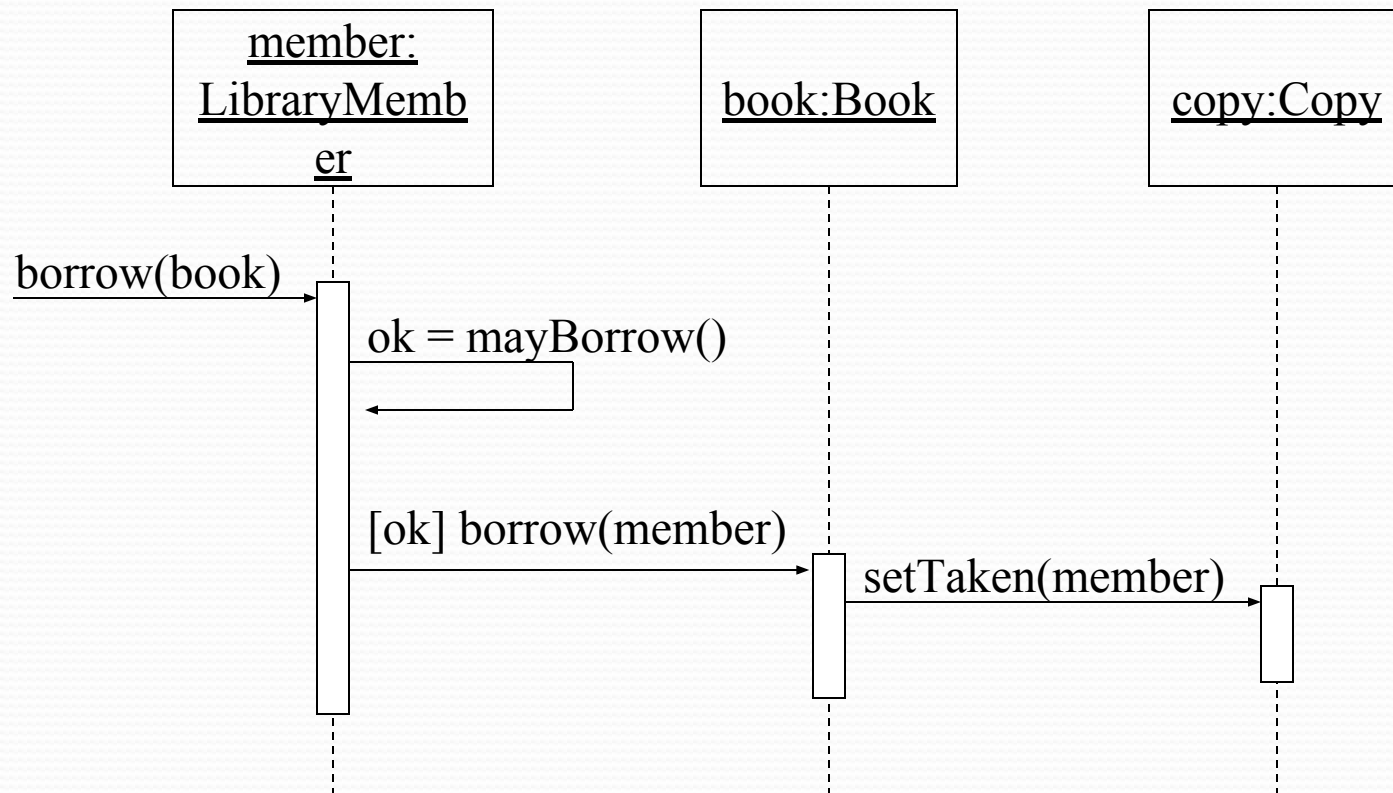 member:
LibraryMemb
er
book:Book
copy:Copy
borrow(book)
ok = mayBorrow()
[ok] borrow(member)
setTaken(member)